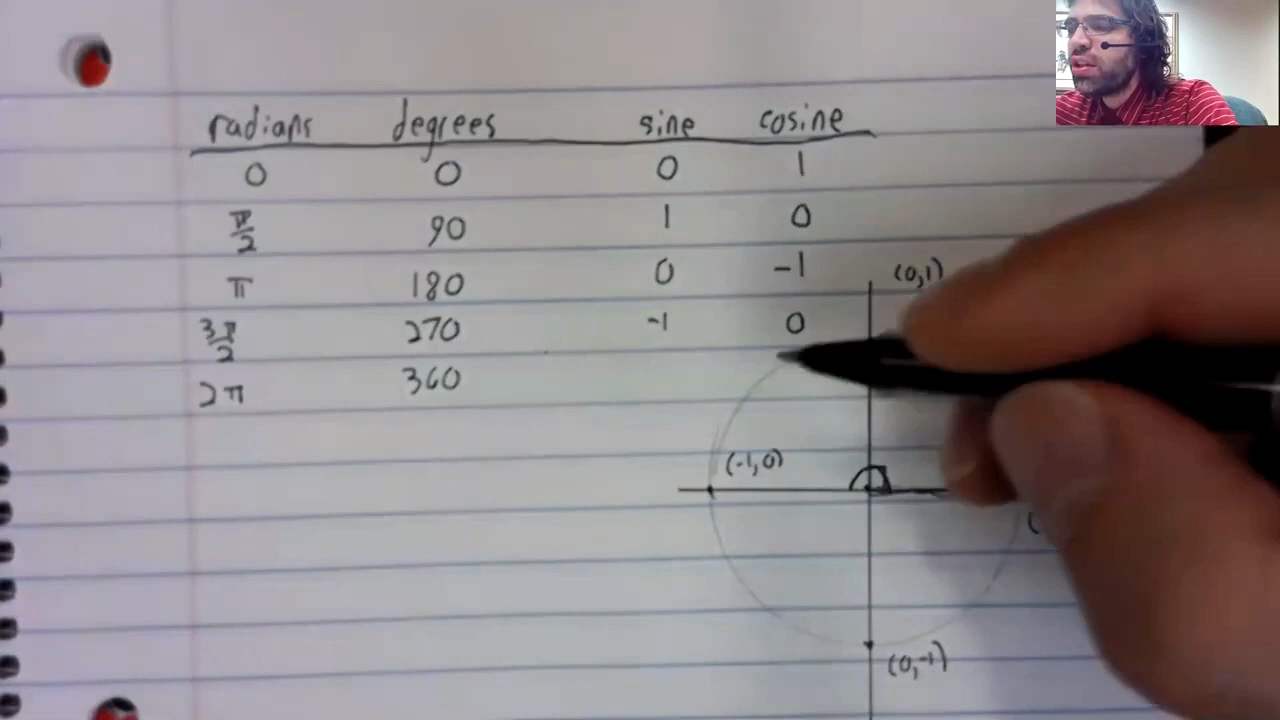 radians degrees sine cosine
0 0 0 1
π/2 90 1 0
π 180 0 -1
3π/2 270 -1 0
2π 360
(0,1)
(-1,0)
(
(0,-1)